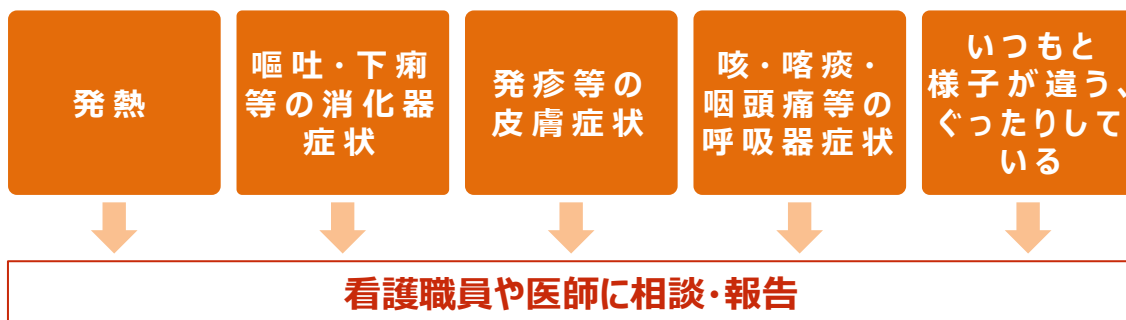 発熱
嘔吐・下痢
等の消化器
症状
発疹等の
皮膚症状
咳・喀痰・
咽頭痛等の
呼吸器症状
いつもと
様子が違う、
ぐったりして
いる
看護職員や医師に相談・報告